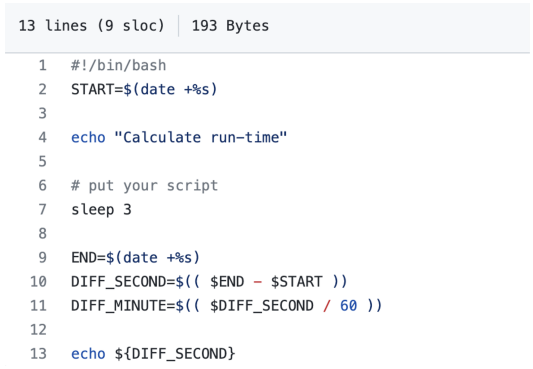 13 lines (9 sloc) 193 Bytes
1 #!/bin/bash
2 START=$(date +%s)
3
4 echo "Calculate run-time"
5
6 # put your script
7 sleep 3
8
9 END=$(date +%s)
10 DIFF_SECOND=$(( $END - $START ))
11 DIFF_MINUTE=$(( $DIFF_SECOND / 60 ))
12
13 echo ${DIFF_SECOND}